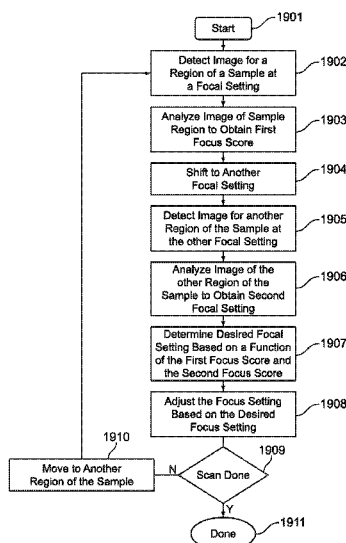 Start
1901
Detect Image for a
Region of a Sample at
a Focal Setting
1902
Analyze Image of Sample
Region to Obtain First
Focus Score
1903
Shift to Another
Focal Setting
1904
Detect Image for another
Region of the Sample at
the other Focal Setting
1905
Analyze Image of the
other Region of the
Sample to Obtain Second
Focal Setting
1906
Determine Desired Focal
Setting Based on a Function
of the First Focus Score and
the Second Focus Score
1907
Adjust the Focus Setting
Based on the Desired
Focus Setting
1908
1910
Move to Another
Region of the Sample
N
Scan Done
1909
Y
Done
1911